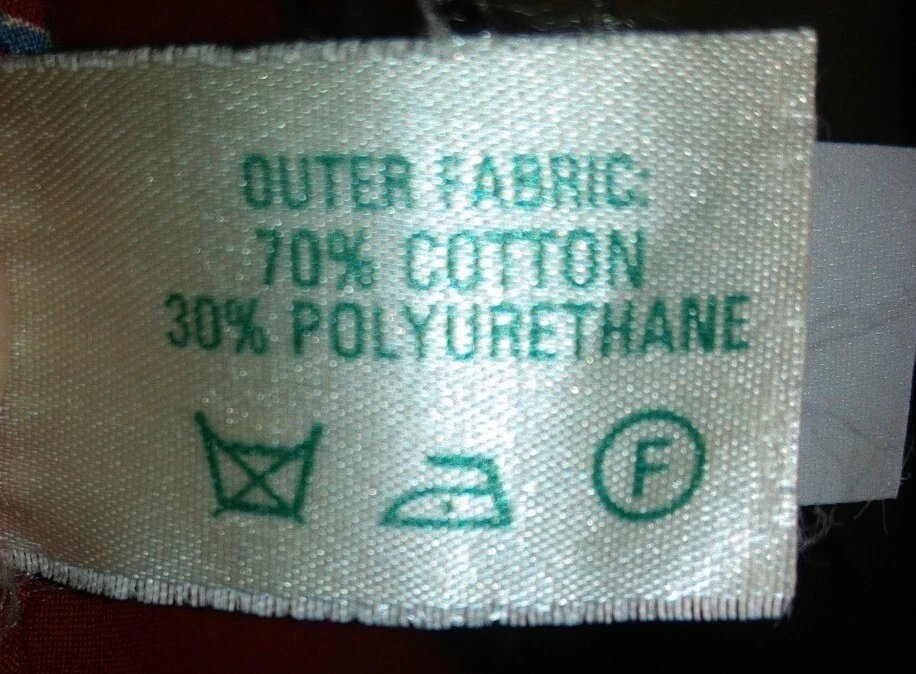 OUTER FABRIC:
70% COTTON
30% POLYURETHANE
F